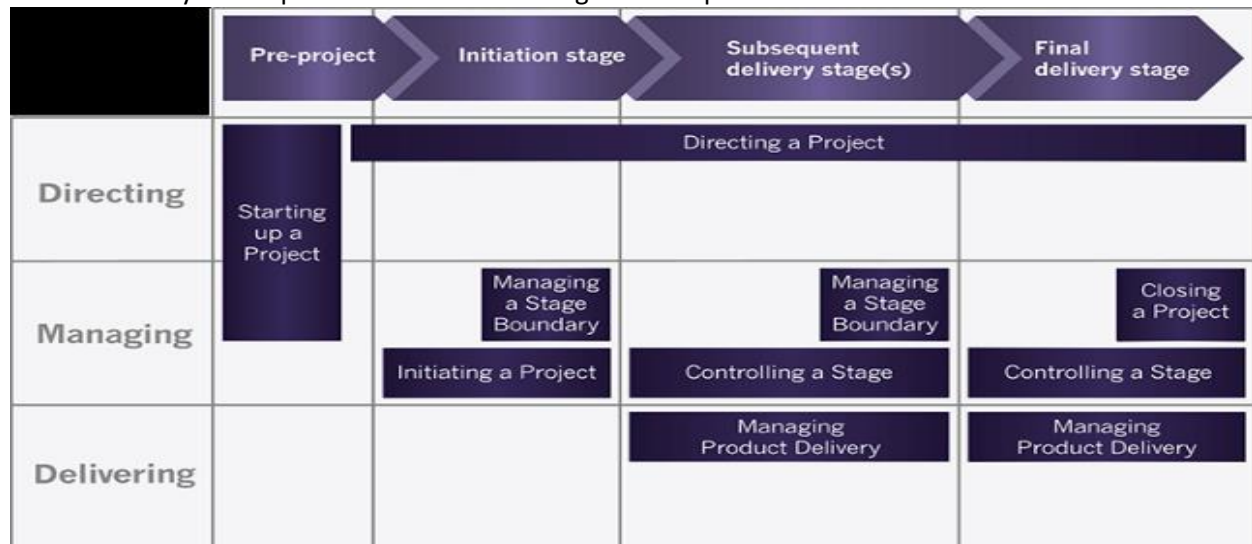 Pre-project
Initiation stage
Subsequent
delivery stage(s)
Final
delivery stage
Directing
Starting
up a
Project
Directing a Project
Managing
Managing
a Stage
Boundary
Managing
a Stage
Boundary
Closing
a Project
Initiating a Project
Controlling a Stage
Controlling a Stage
Delivering
Managing
Product Delivery
Managing
Product Delivery